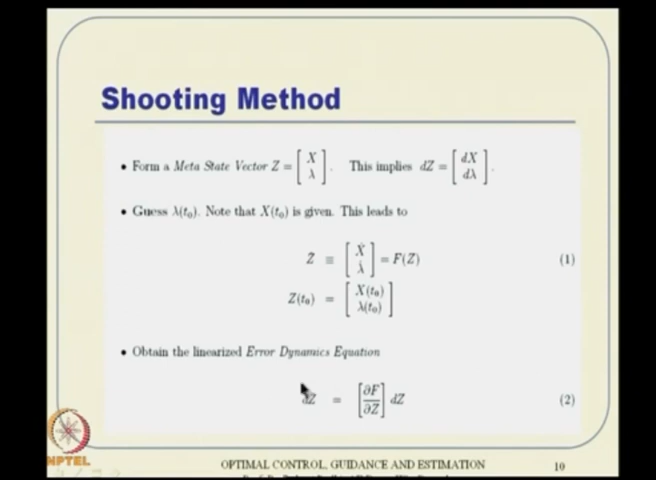 Shooting Method
• Form a Meta State Vector Z = [ X λ ] . This implies dZ = [ dX dλ ] .
• Guess λ(t₀). Note that X(t₀) is given. This leads to
Ż ≡ [ Ẋ λ̇ ] = F(Z) (1)
Z(t₀) = [ X(t₀) λ(t₀) ]
• Obtain the linearized Error Dynamics Equation
dŻ = [ ∂F/∂Z ] dZ (2)
NPTEL
OPTIMAL CONTROL, GUIDANCE AND ESTIMATION
10